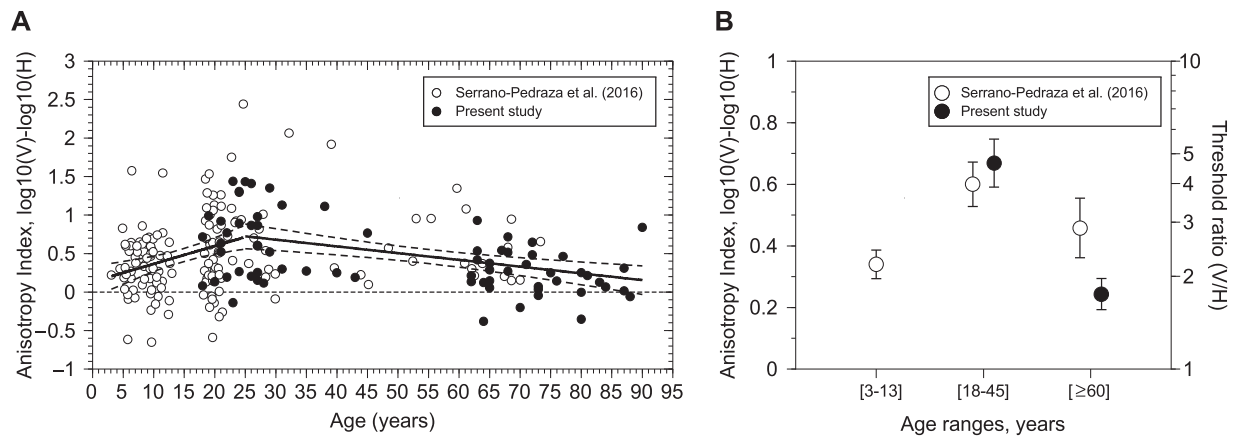 A
B
Anisotropy Index, log10(V)-log10(H)
3
2.5
2
1.5
1
0.5
0
−0.5
−1
Serrano-Pedraza et al. (2016)
Present study
0 5 10 15 20 25 30 35 40 45 50 55 60 65 70 75 80 85 90 95
Age (years)
Anisotropy Index, log10(V)-log10(H)
1
0.8
0.6
0.4
0.2
0
Serrano-Pedraza et al. (2016)
Present study
10
5
4
3
2
1
Threshold ratio (V/H)
[3-13] [18-45] [≥60]
Age ranges, years